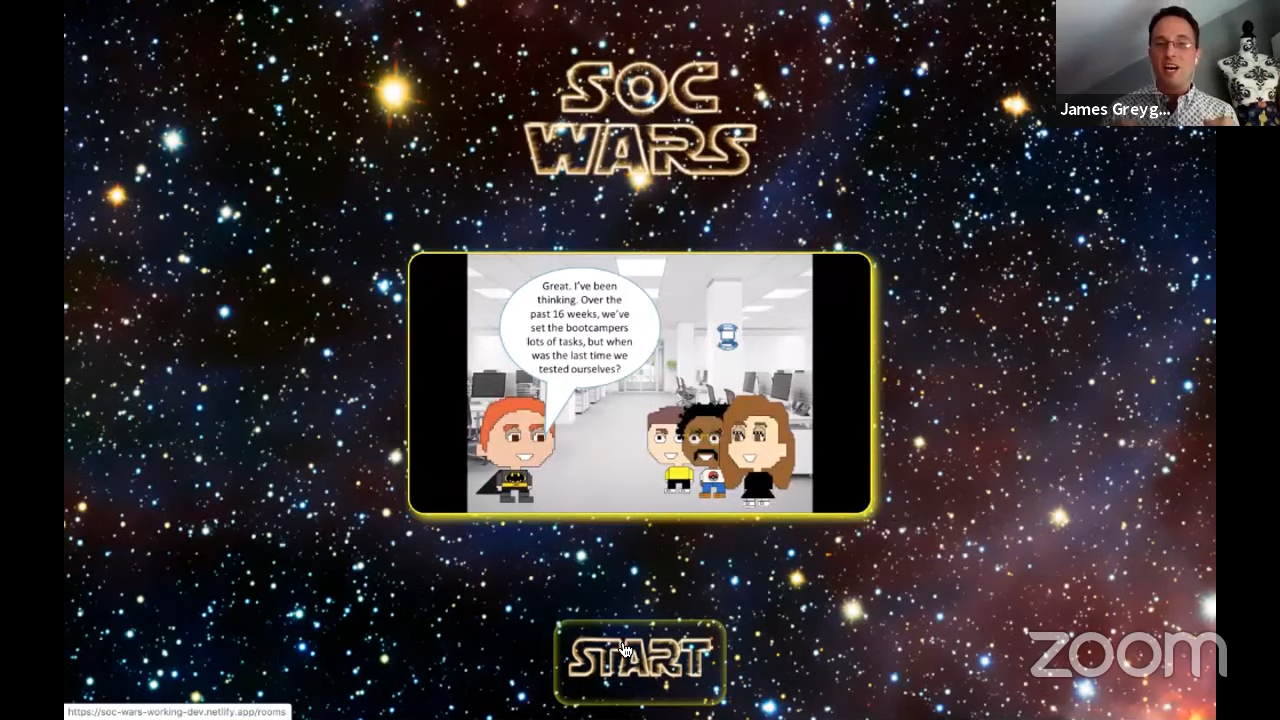 SOC
WARS
James Greyg...
Great. I've been
thinking. Over the
past 16 weeks, we've
set the bootcampers
lots of tasks, but when
was the last time we
tested ourselves?
START
zoom
https://soc-wars-working-dev.netlify.app/rooms